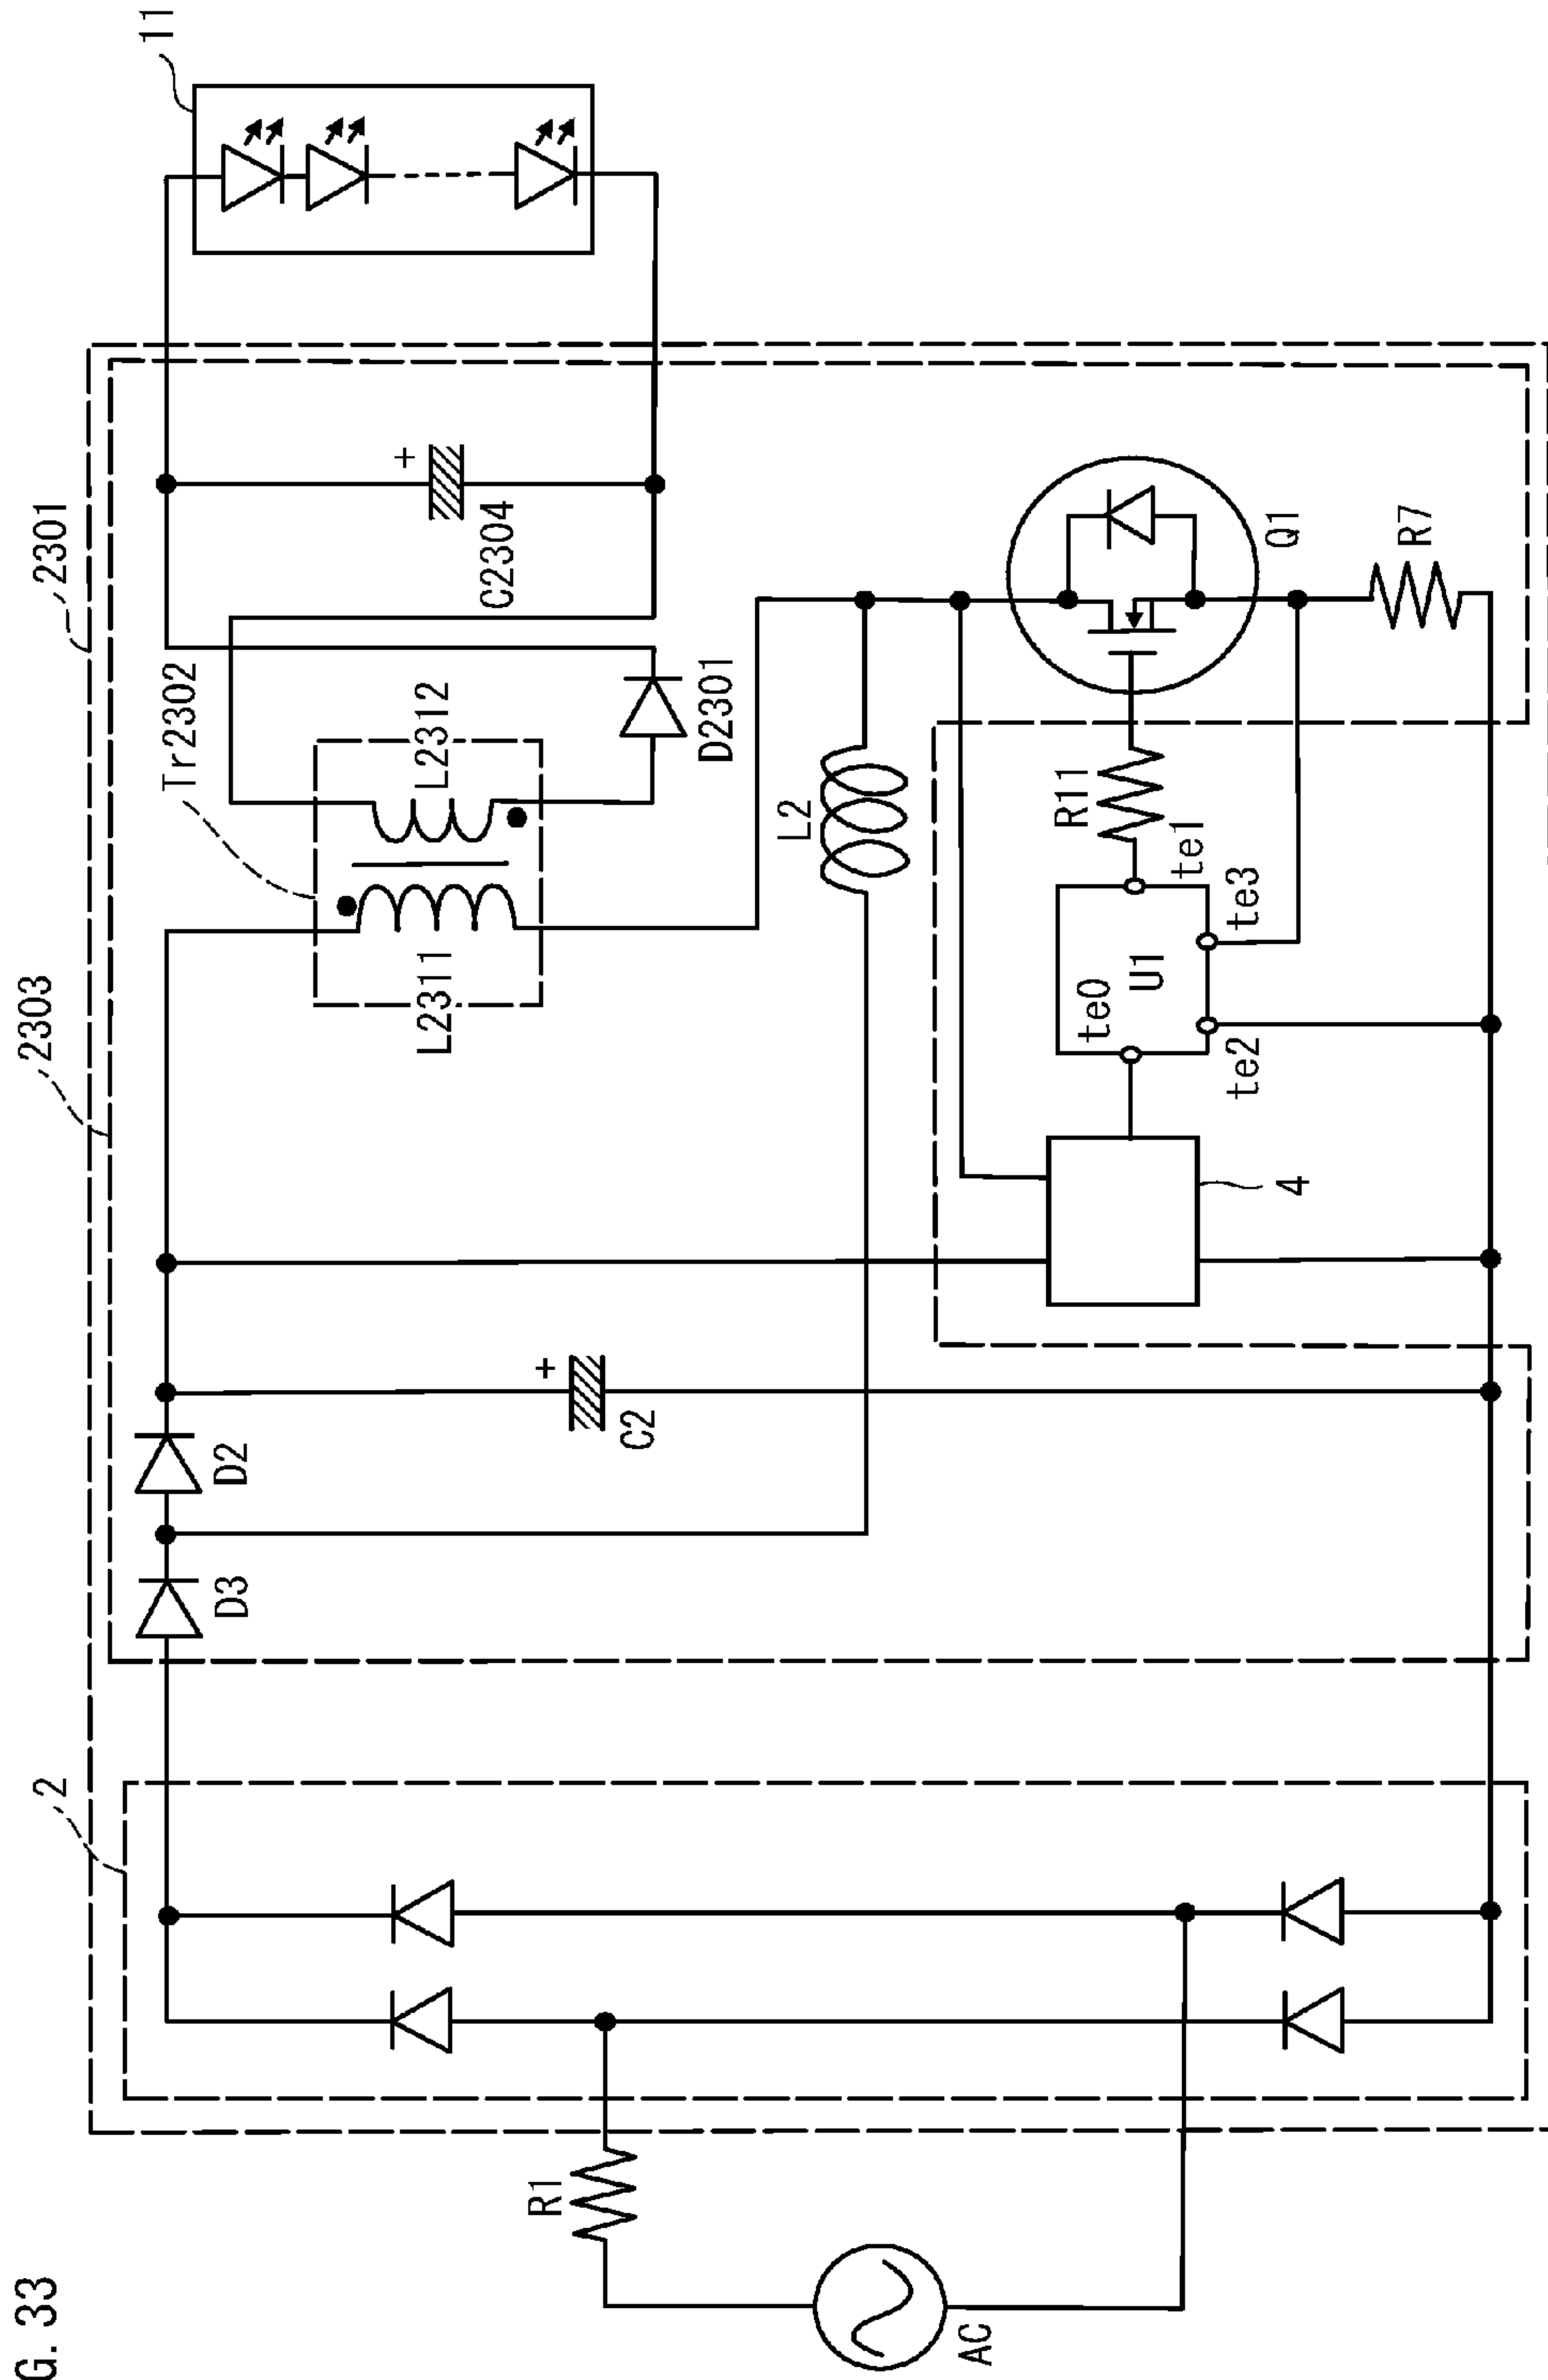 G. 33
2301
2303
2
11
Tr2302
L2311
L2312
D2301
C2304
+
D3
D2
+
C2
L2
R1
AC
4
te0
U1
te1
te2
te3
R11
Q1
R7